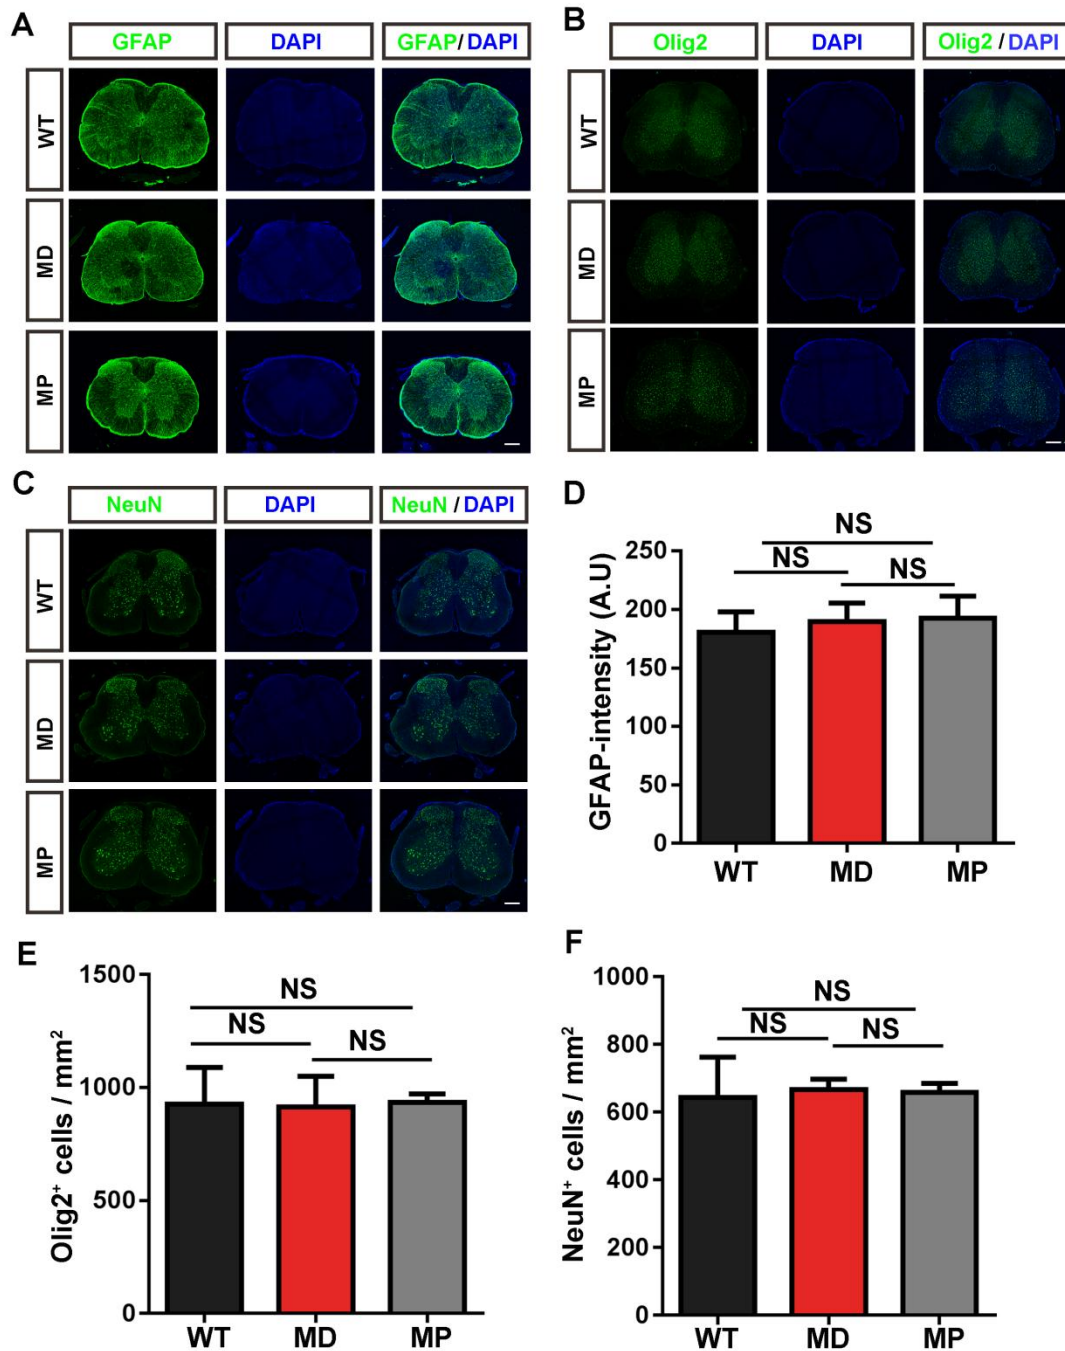 A
GFAP
DAPI
GFAP/DAPI
WT
MD
MP
B
Olig2
DAPI
Olig2 / DAPI
WT
MD
MP
C
NeuN
DAPI
NeuN / DAPI
WT
MD
MP
D
GFAP-intensity (A.U)
250
200
150
100
50
0
NS
NS
NS
WT
MD
MP
E
Olig2⁺ cells / mm²
1500
1000
500
0
NS
NS
NS
WT
MD
MP
F
NeuN⁺ cells / mm²
1000
800
600
400
200
0
NS
NS
NS
WT
MD
MP